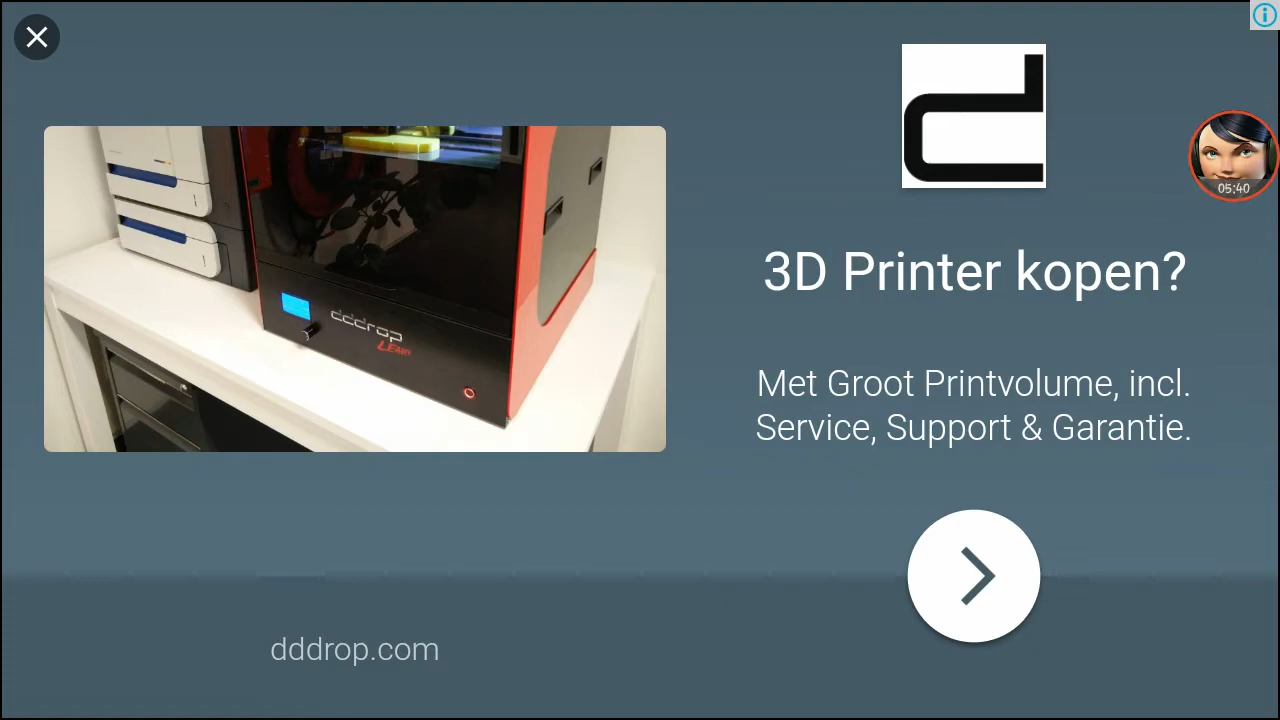 05:40
3D Printer kopen?
Met Groot Printvolume, incl.
Service, Support & Garantie.
dddrop
dddrop.com